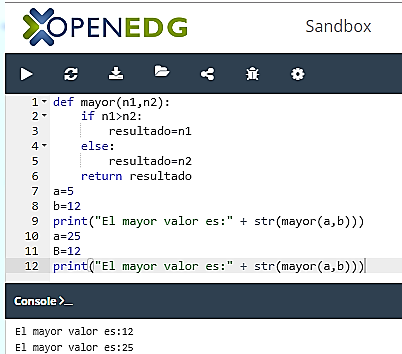 OPENEDG
Sandbox
1 def mayor(n1,n2):
2     if n1>n2:
3         resultado=n1
4     else:
5         resultado=n2
6     return resultado
7 a=5
8 b=12
9 print("El mayor valor es:" + str(mayor(a,b)))
10 a=25
11 B=12
12 print("El mayor valor es:" + str(mayor(a,b)))
Console >_
El mayor valor es:12
El mayor valor es:25